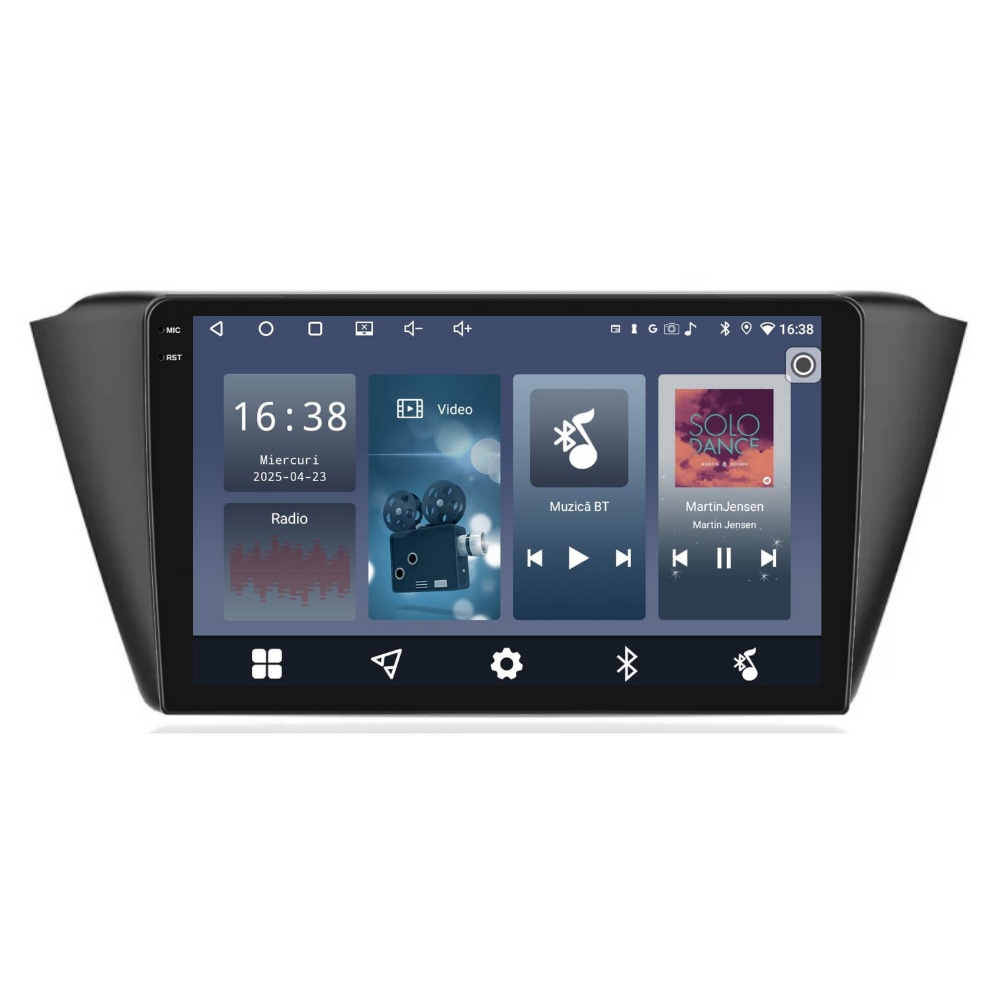 MIC
RST
16:38
16:38
Miercuri
2025-04-23
Radio
Video
Muzică BT
SOLO
DANCE
MARTIN JENSEN
MartinJensen
Martin Jensen